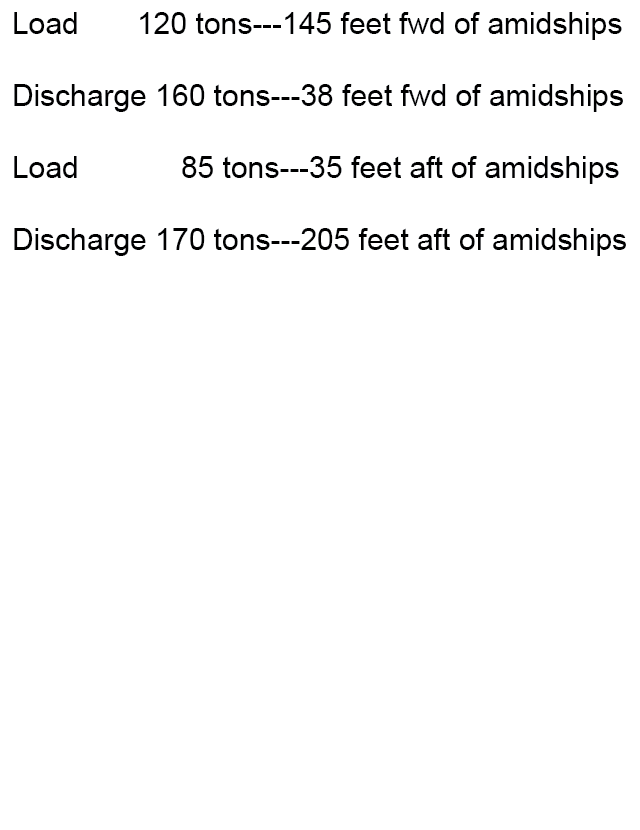 Load 120 tons---145 feet fwd of amidships
Discharge 160 tons---38 feet fwd of amidships
Load 85 tons---35 feet aft of amidships
Discharge 170 tons---205 feet aft of amidships